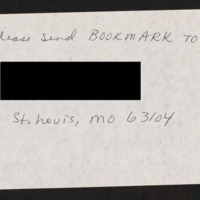 lease send BOOKMARK TO
St. Louis, MO 63104